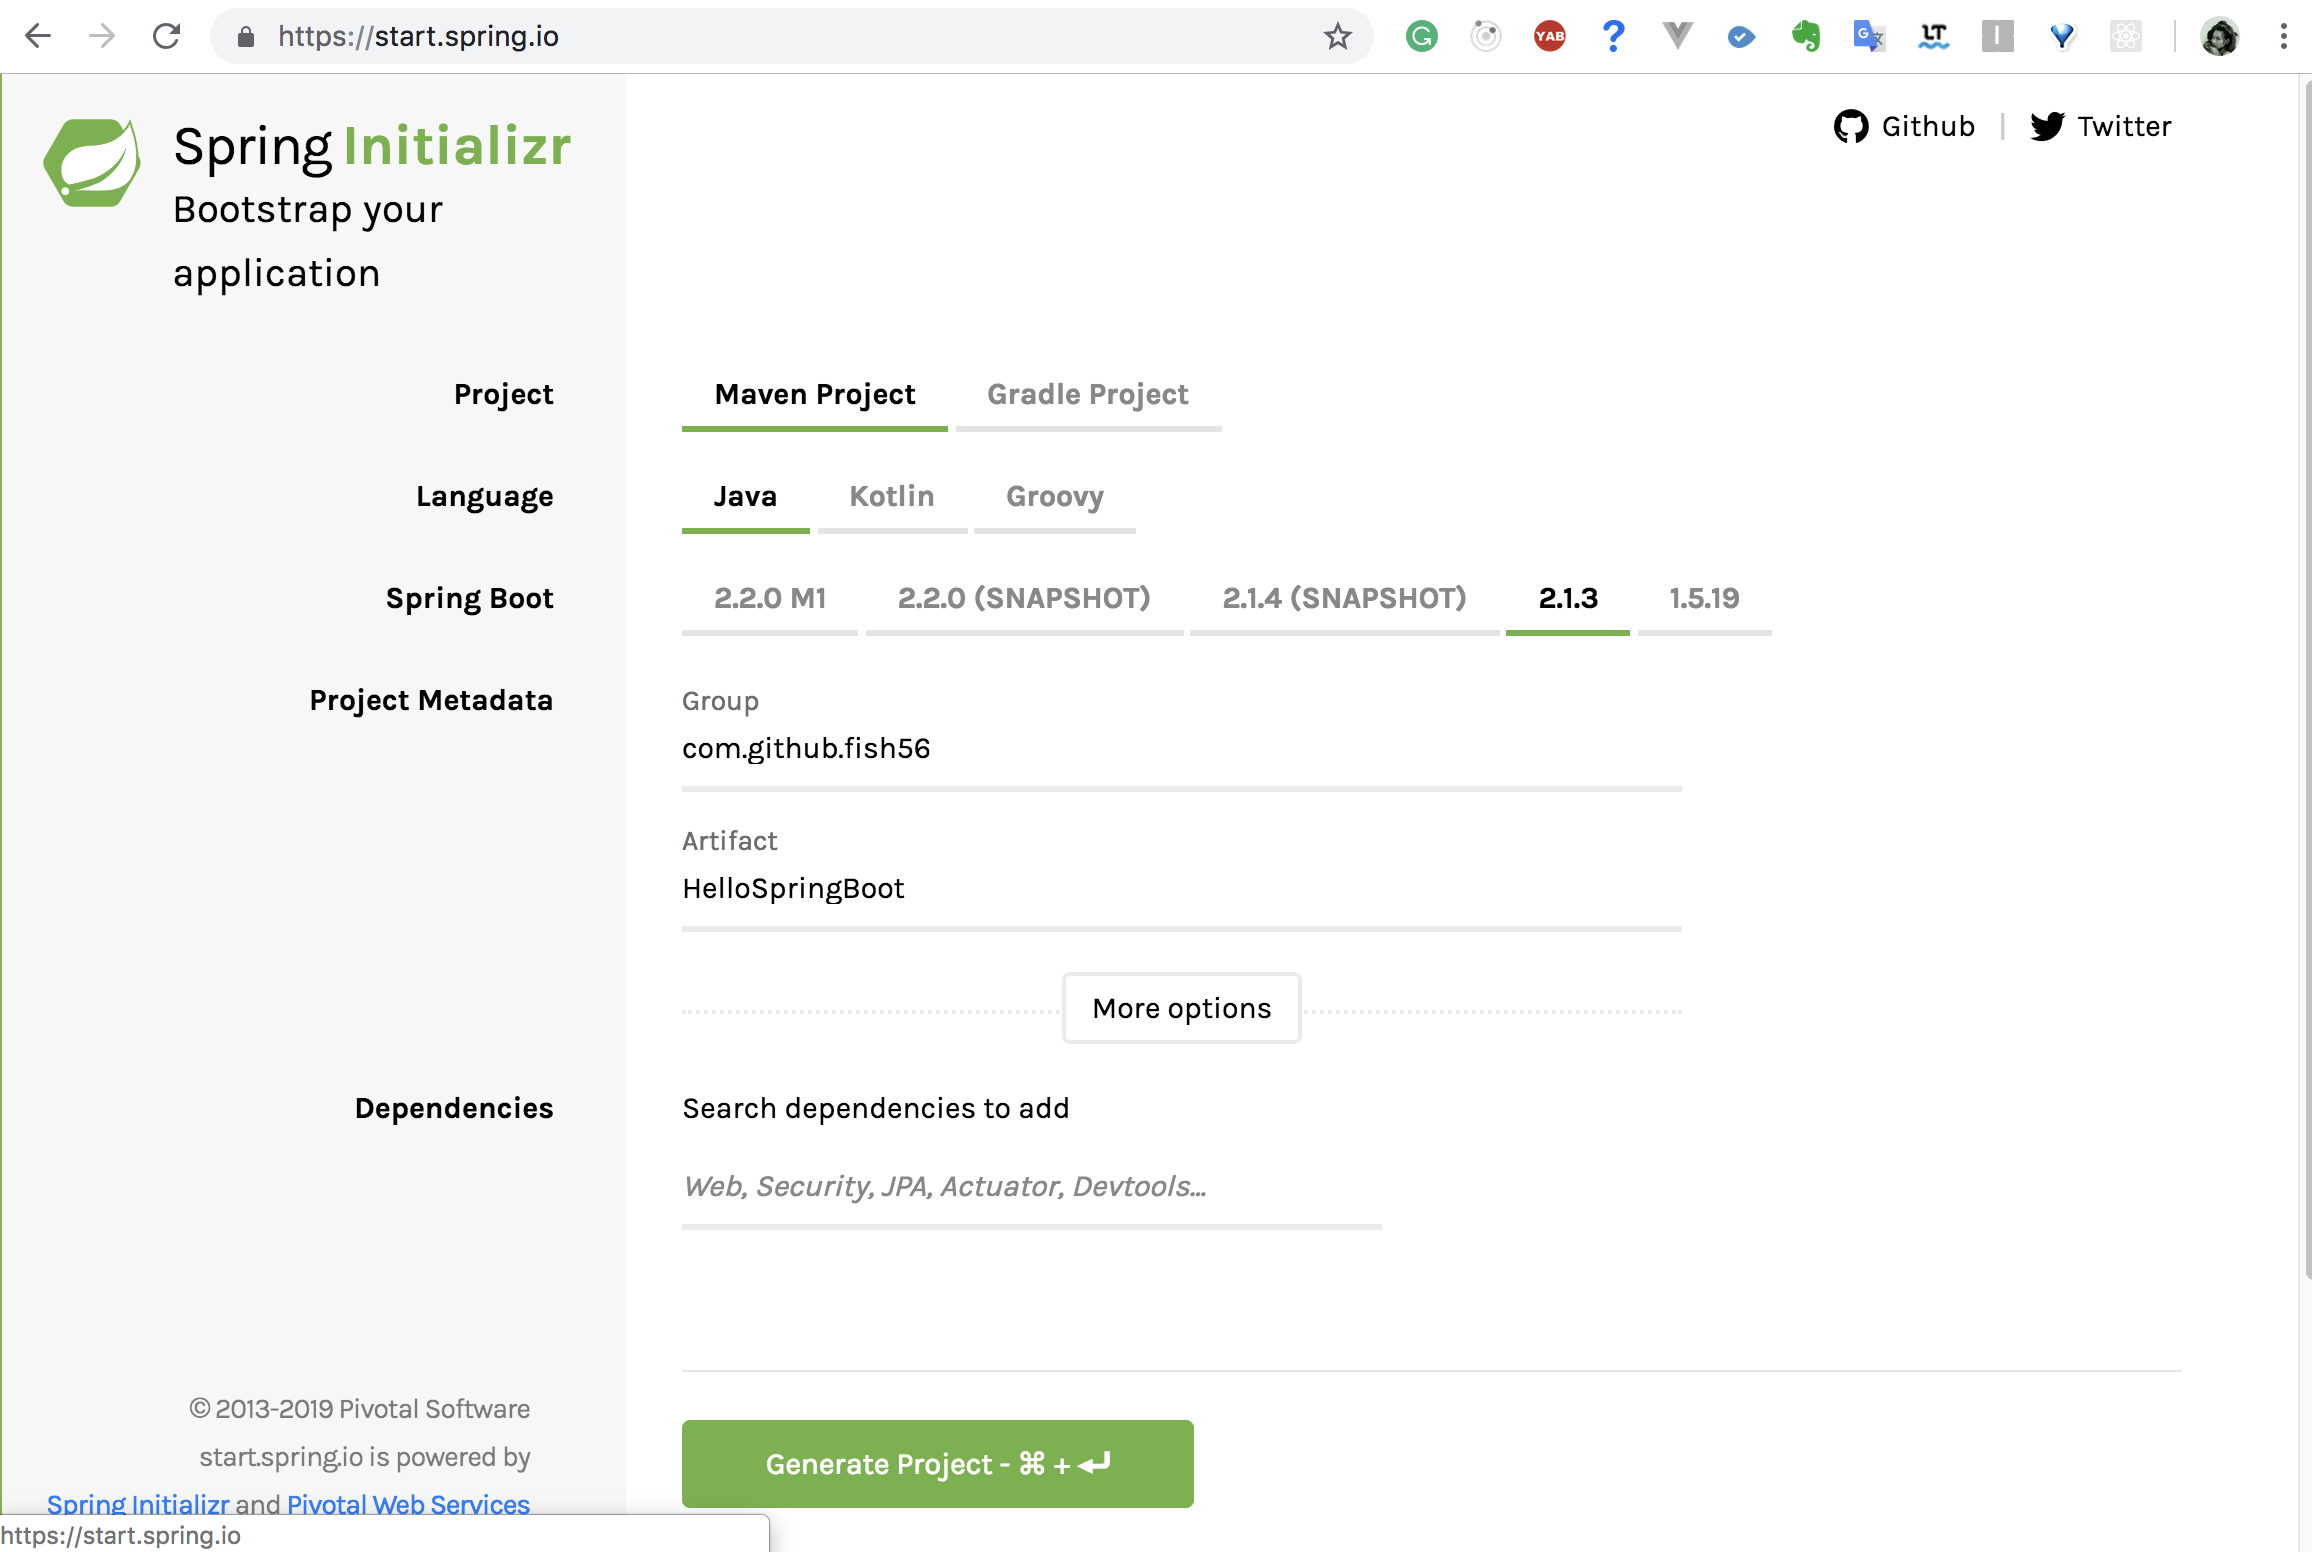 https://start.spring.io
YAB
LT
Spring Initializr
Bootstrap your
application
Github | Twitter
Project
Maven Project Gradle Project
Language
Java Kotlin Groovy
Spring Boot
2.2.0 M1 2.2.0 (SNAPSHOT) 2.1.4 (SNAPSHOT) 2.1.3 1.5.19
Project Metadata
Group
com.github.fish56
Artifact
HelloSpringBoot
More options
Dependencies
Search dependencies to add
Web, Security, JPA, Actuator, Devtools...
© 2013-2019 Pivotal Software
start.spring.io is powered by
Spring Initializr and Pivotal Web Services
Generate Project - ⌘ + ↵
https://start.spring.io